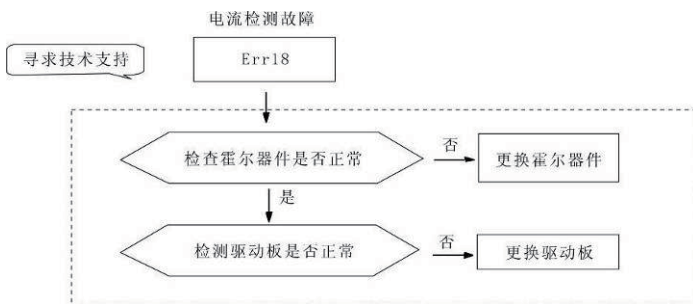 电流检测故障
寻求技术支持
Err18
检查霍尔器件是否正常
否
更换霍尔器件
是
检测驱动板是否正常
否
更换驱动板